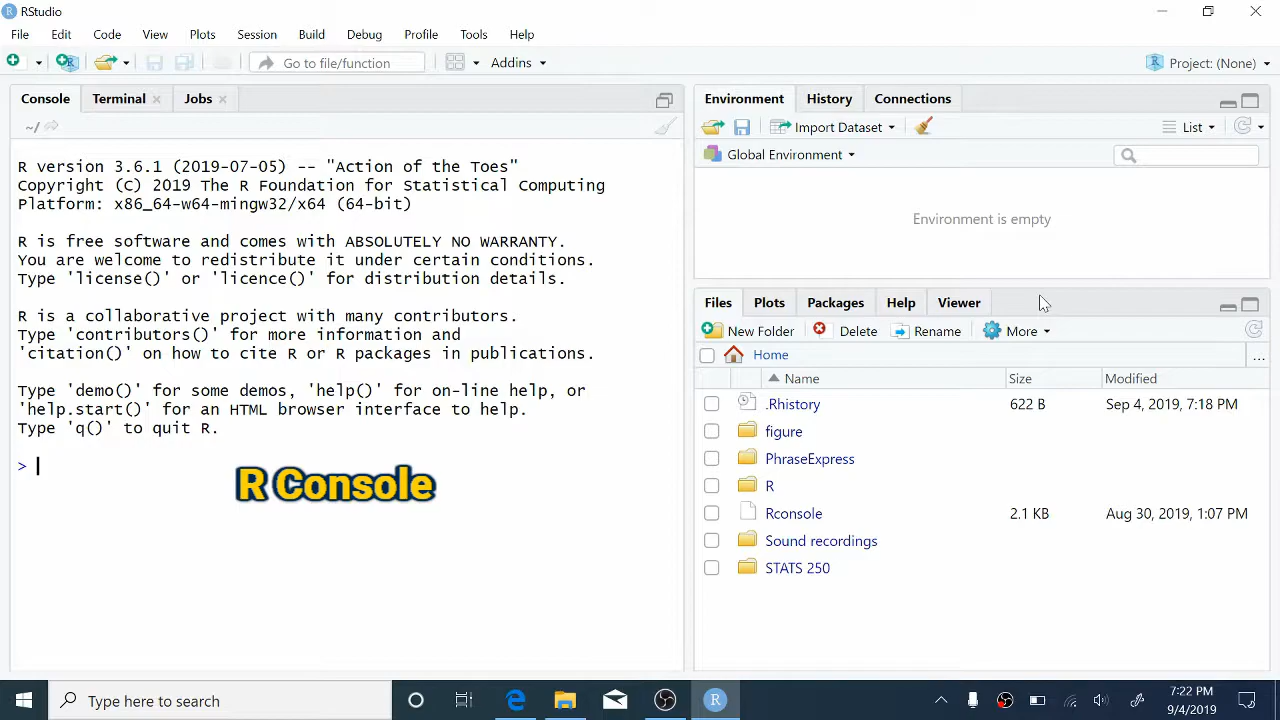 RStudio
File Edit Code View Plots Session Build Debug Profile Tools Help
Go to file/function Addins Project: (None)
Console Terminal Jobs
~/
R version 3.6.1 (2019-07-05) -- "Action of the Toes"
Copyright (C) 2019 The R Foundation for Statistical Computing
Platform: x86_64-w64-mingw32/x64 (64-bit)
R is free software and comes with ABSOLUTELY NO WARRANTY.
You are welcome to redistribute it under certain conditions.
Type 'license()' or 'licence()' for distribution details.
R is a collaborative project with many contributors.
Type 'contributors()' for more information and
'citation()' on how to cite R or R packages in publications.
Type 'demo()' for some demos, 'help()' for on-line help, or
'help.start()' for an HTML browser interface to help.
Type 'q()' to quit R.
>
R Console
Environment History Connections
Import Dataset List
Global Environment
Environment is empty
Files Plots Packages Help Viewer
New Folder Delete Rename More
Home ...
Name Size Modified
.Rhistory 622 B Sep 4, 2019, 7:18 PM
figure
PhraseExpress
R
Rconsole 2.1 KB Aug 30, 2019, 1:07 PM
Sound recordings
STATS 250
Type here to search
7:22 PM
9/4/2019